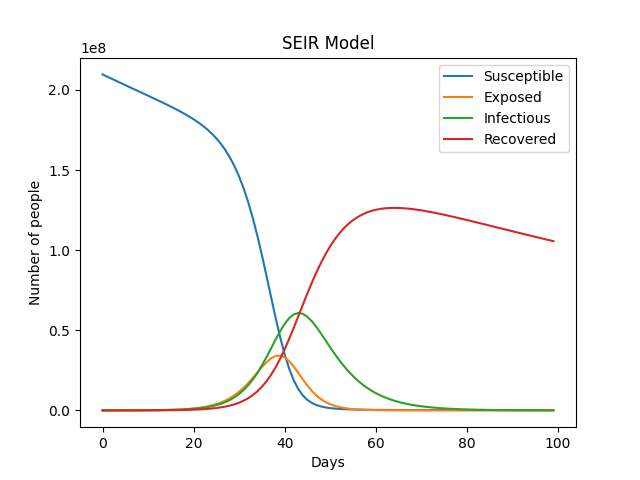 SEIR Model
1e8
2.0
1.5
1.0
0.5
0.0
Number of people
Susceptible
Exposed
Infectious
Recovered
0 20 40 60 80 100
Days